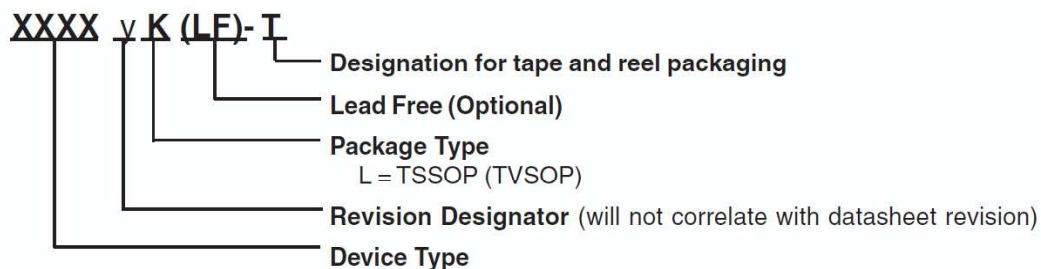 XXXX y K (LF)-T
Designation for tape and reel packaging
Lead Free (Optional)
Package Type
L = TSSOP (TVSOP)
Revision Designator (will not correlate with datasheet revision)
Device Type